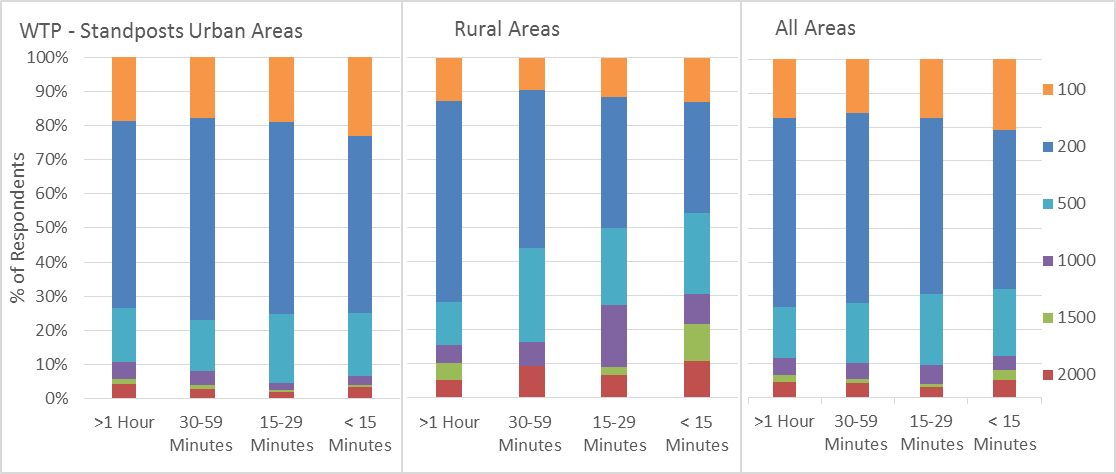 WTP - Standposts Urban Areas
Rural Areas
All Areas
% of Respondents
100%
90%
80%
70%
60%
50%
40%
30%
20%
10%
0%
>1 Hour
30-59
Minutes
15-29
Minutes
< 15
Minutes
>1 Hour
30-59
Minutes
15-29
Minutes
< 15
Minutes
>1 Hour
30-59
Minutes
15-29
Minutes
< 15
Minutes
100
200
500
1000
1500
2000